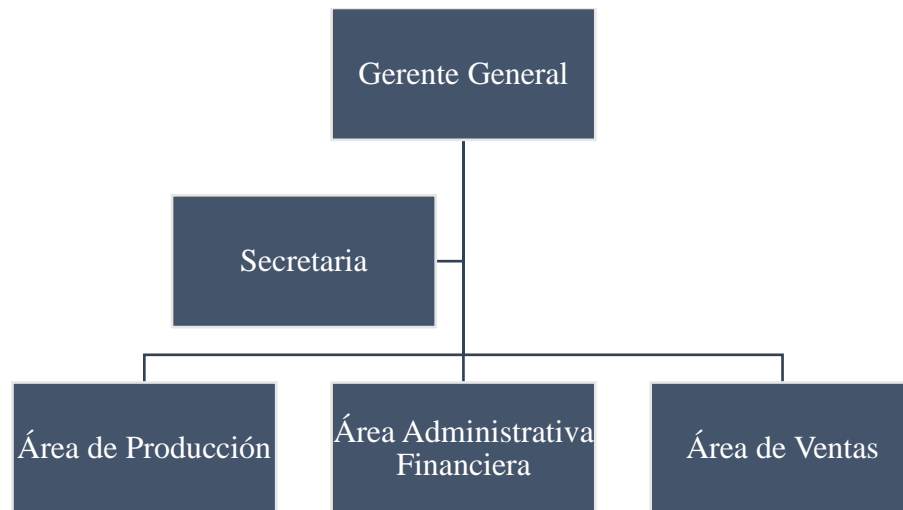 Gerente General
Secretaria
Área de Producción
Área Administrativa
Financiera
Área de Ventas